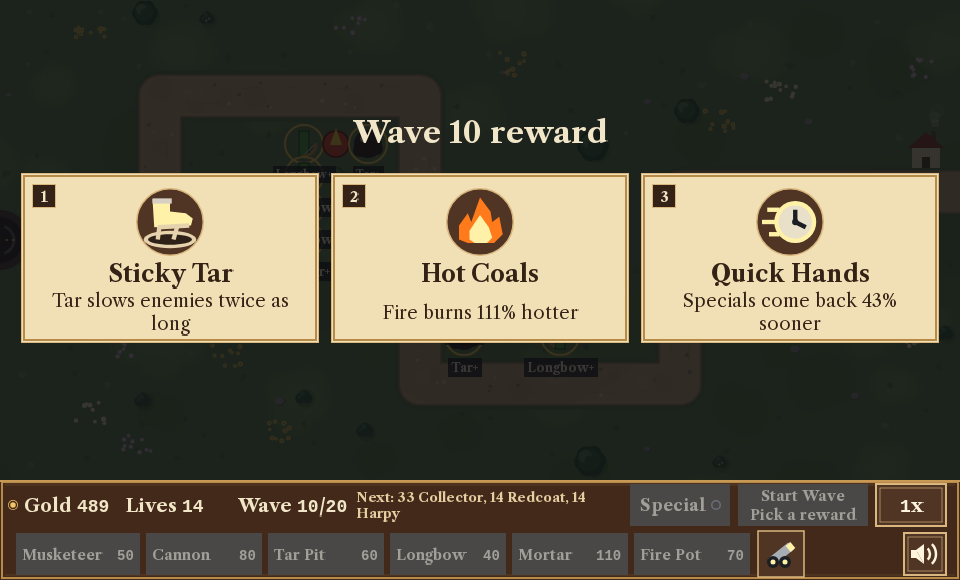 Wave 10 reward
1
Sticky Tar
Tar slows enemies twice as
long
2
Hot Coals
Fire burns 111% hotter
3
Quick Hands
Specials come back 43%
sooner
Tar+
Longbow+
Gold 489
Lives 14
Wave 10/20
Next: 33 Collector, 14 Redcoat, 14
Harpy
Special
Start Wave
Pick a reward
1x
Musketeer 50
Cannon 80
Tar Pit 60
Longbow 40
Mortar 110
Fire Pot 70